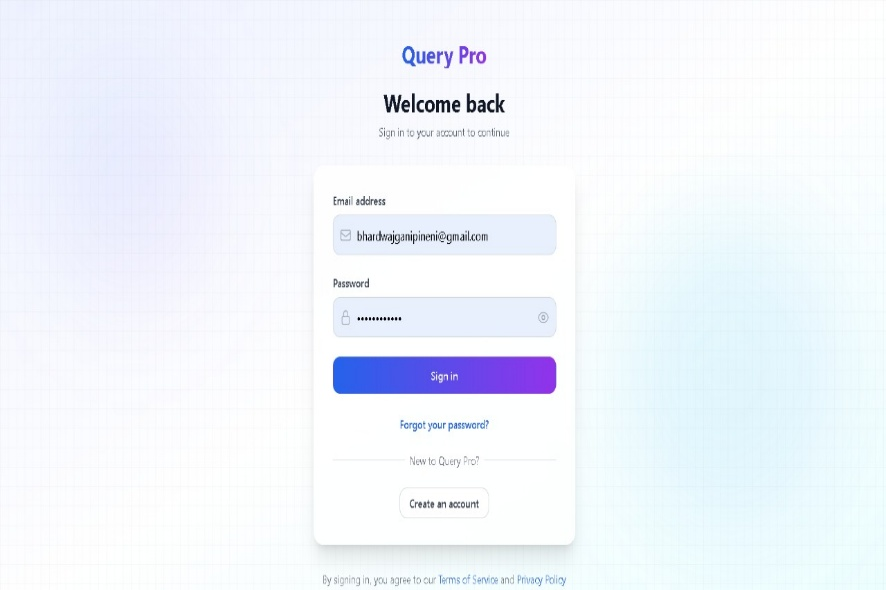 Query Pro
Welcome back
Sign in to your account to continue
Email address
bhardwajganipineni@gmail.com
Password
••••••••••••
Sign in
Forgot your password?
New to Query Pro?
Create an account
By signing in, you agree to our Terms of Service and Privacy Policy